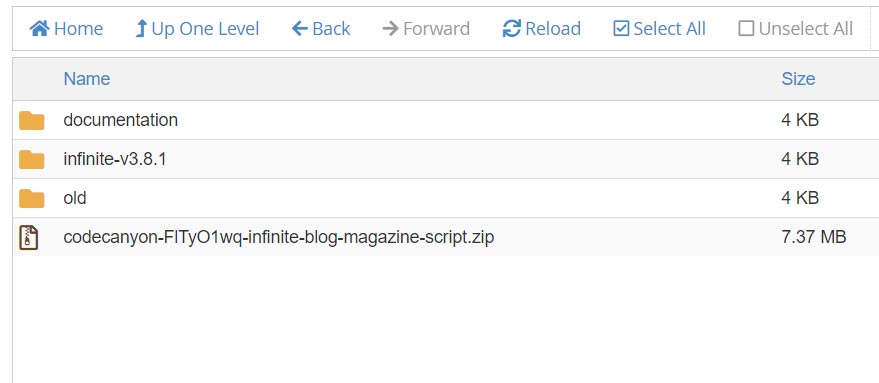 Home Up One Level Back Forward Reload Select All Unselect All
Name Size
documentation 4 KB
infinite-v3.8.1 4 KB
old 4 KB
codecanyon-FlTyO1wq-infinite-blog-magazine-script.zip 7.37 MB